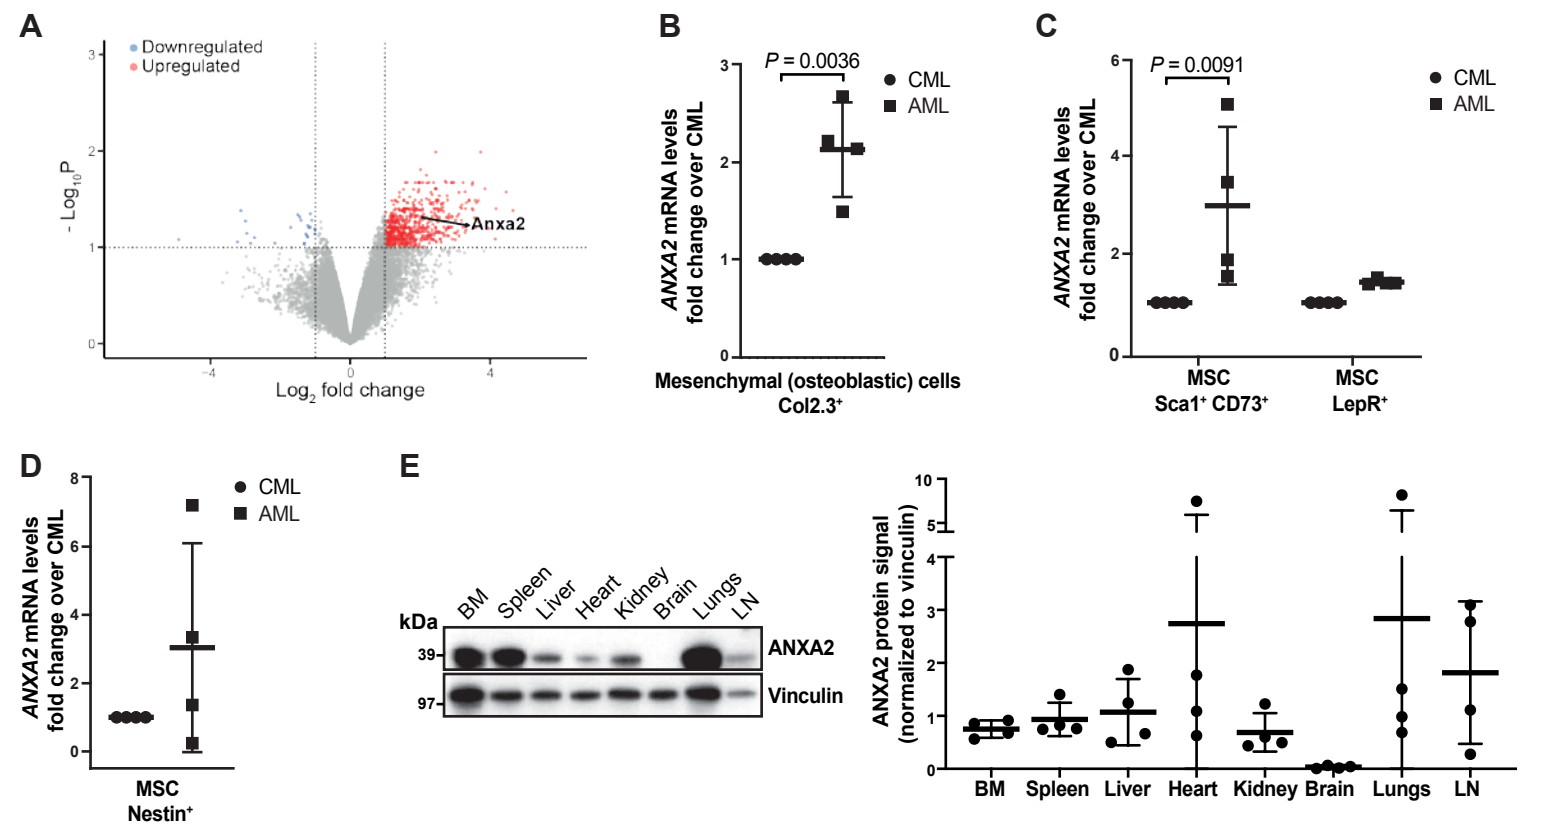 A
Downregulated
Upregulated
- Log10P
3
2
1
0
−4
0
4
Anxa2
Log2 fold change
B
ANXA2 mRNA levels
fold change over CML
3
2
1
0
P = 0.0036
CML
AML
Mesenchymal (osteoblastic) cells
Col2.3+
C
ANXA2 mRNA levels
fold change over CML
6
4
2
0
P = 0.0091
CML
AML
MSC
Sca1+ CD73+
MSC
LepR+
D
ANXA2 mRNA levels
fold change over CML
8
6
4
2
0
CML
AML
MSC
Nestin+
E
BM Spleen Liver Heart Kidney Brain Lungs LN
kDa
39
ANXA2
97
Vinculin
ANXA2 protein signal
(normalized to vinculin)
10
5
4
3
2
1
0
BM Spleen Liver Heart Kidney Brain Lungs LN